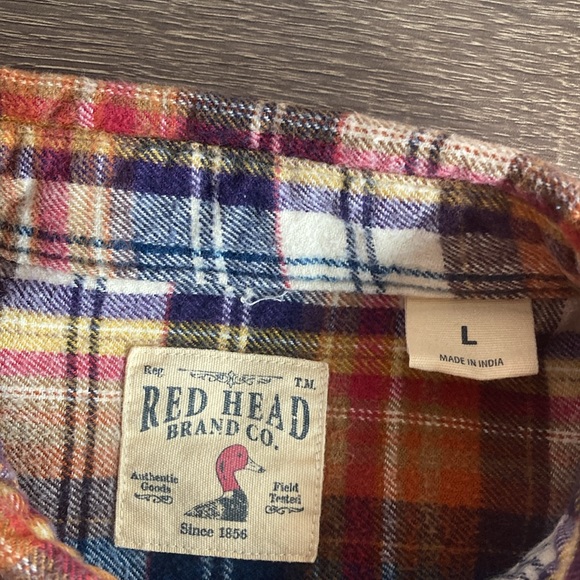 Reg. T.M.
RED HEAD
BRAND CO.
Authentic Goods
Field Tested
Since 1856
L
MADE IN INDIA